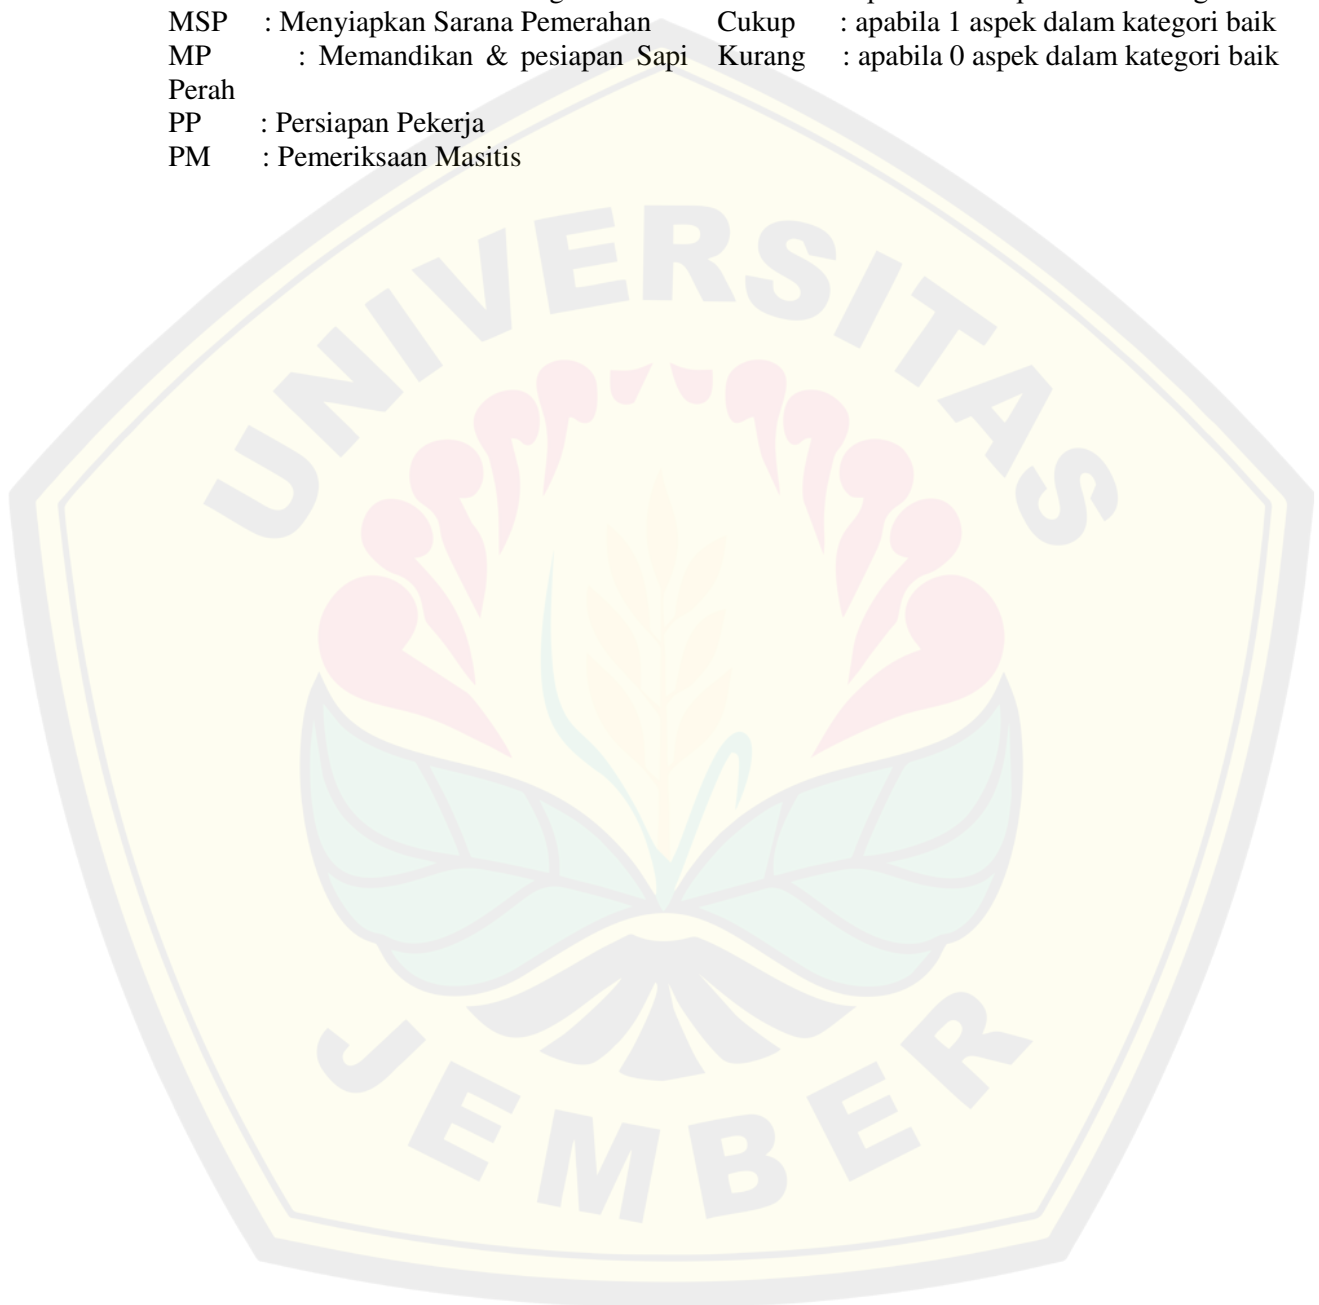 MSP : Menyiapkan Sarana Pemerahan Cukup : apabila 1 aspek dalam kategori baik
MP : Memandikan & pesiapan Sapi Kurang : apabila 0 aspek dalam kategori baik
Perah
PP : Persiapan Pekerja
PM : Pemeriksaan Masitis
UNIVERSITAS
JEMBER